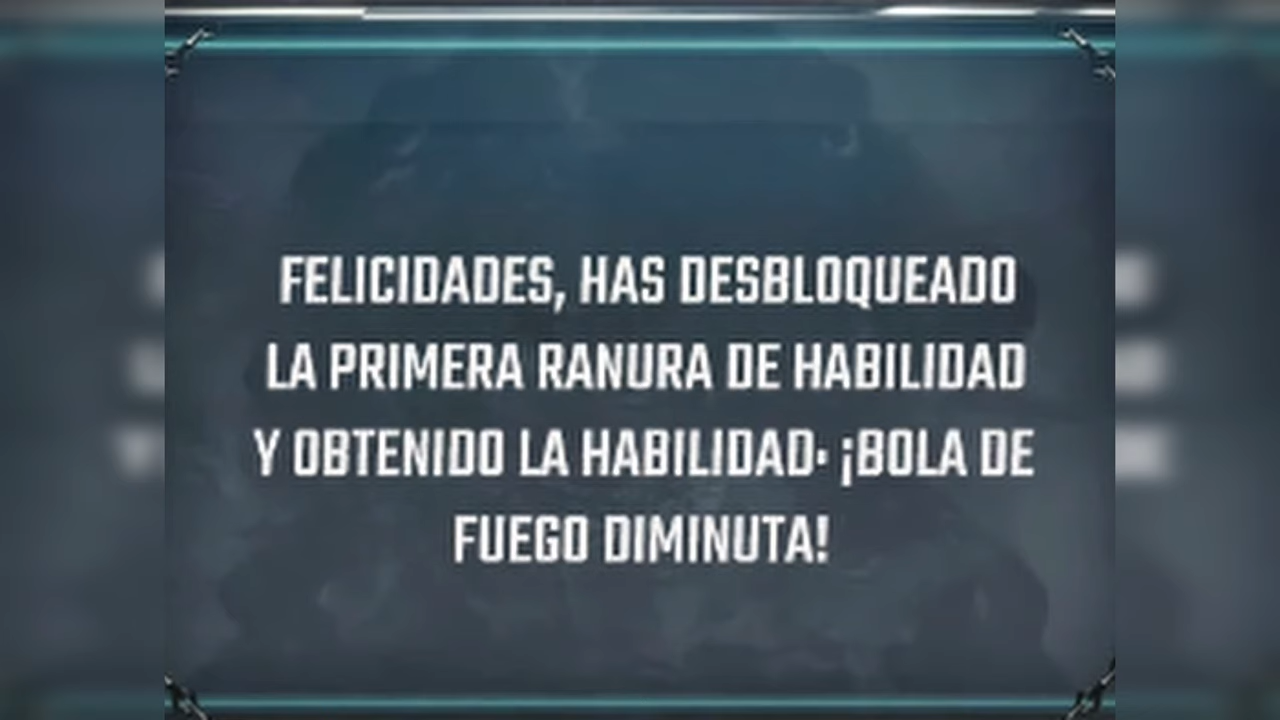 FELICIDADES, HAS DESBLOQUEADO
LA PRIMERA RANURA DE HABILIDAD
Y OBTENIDO LA HABILIDAD: ¡BOLA DE
FUEGO DIMINUTA!